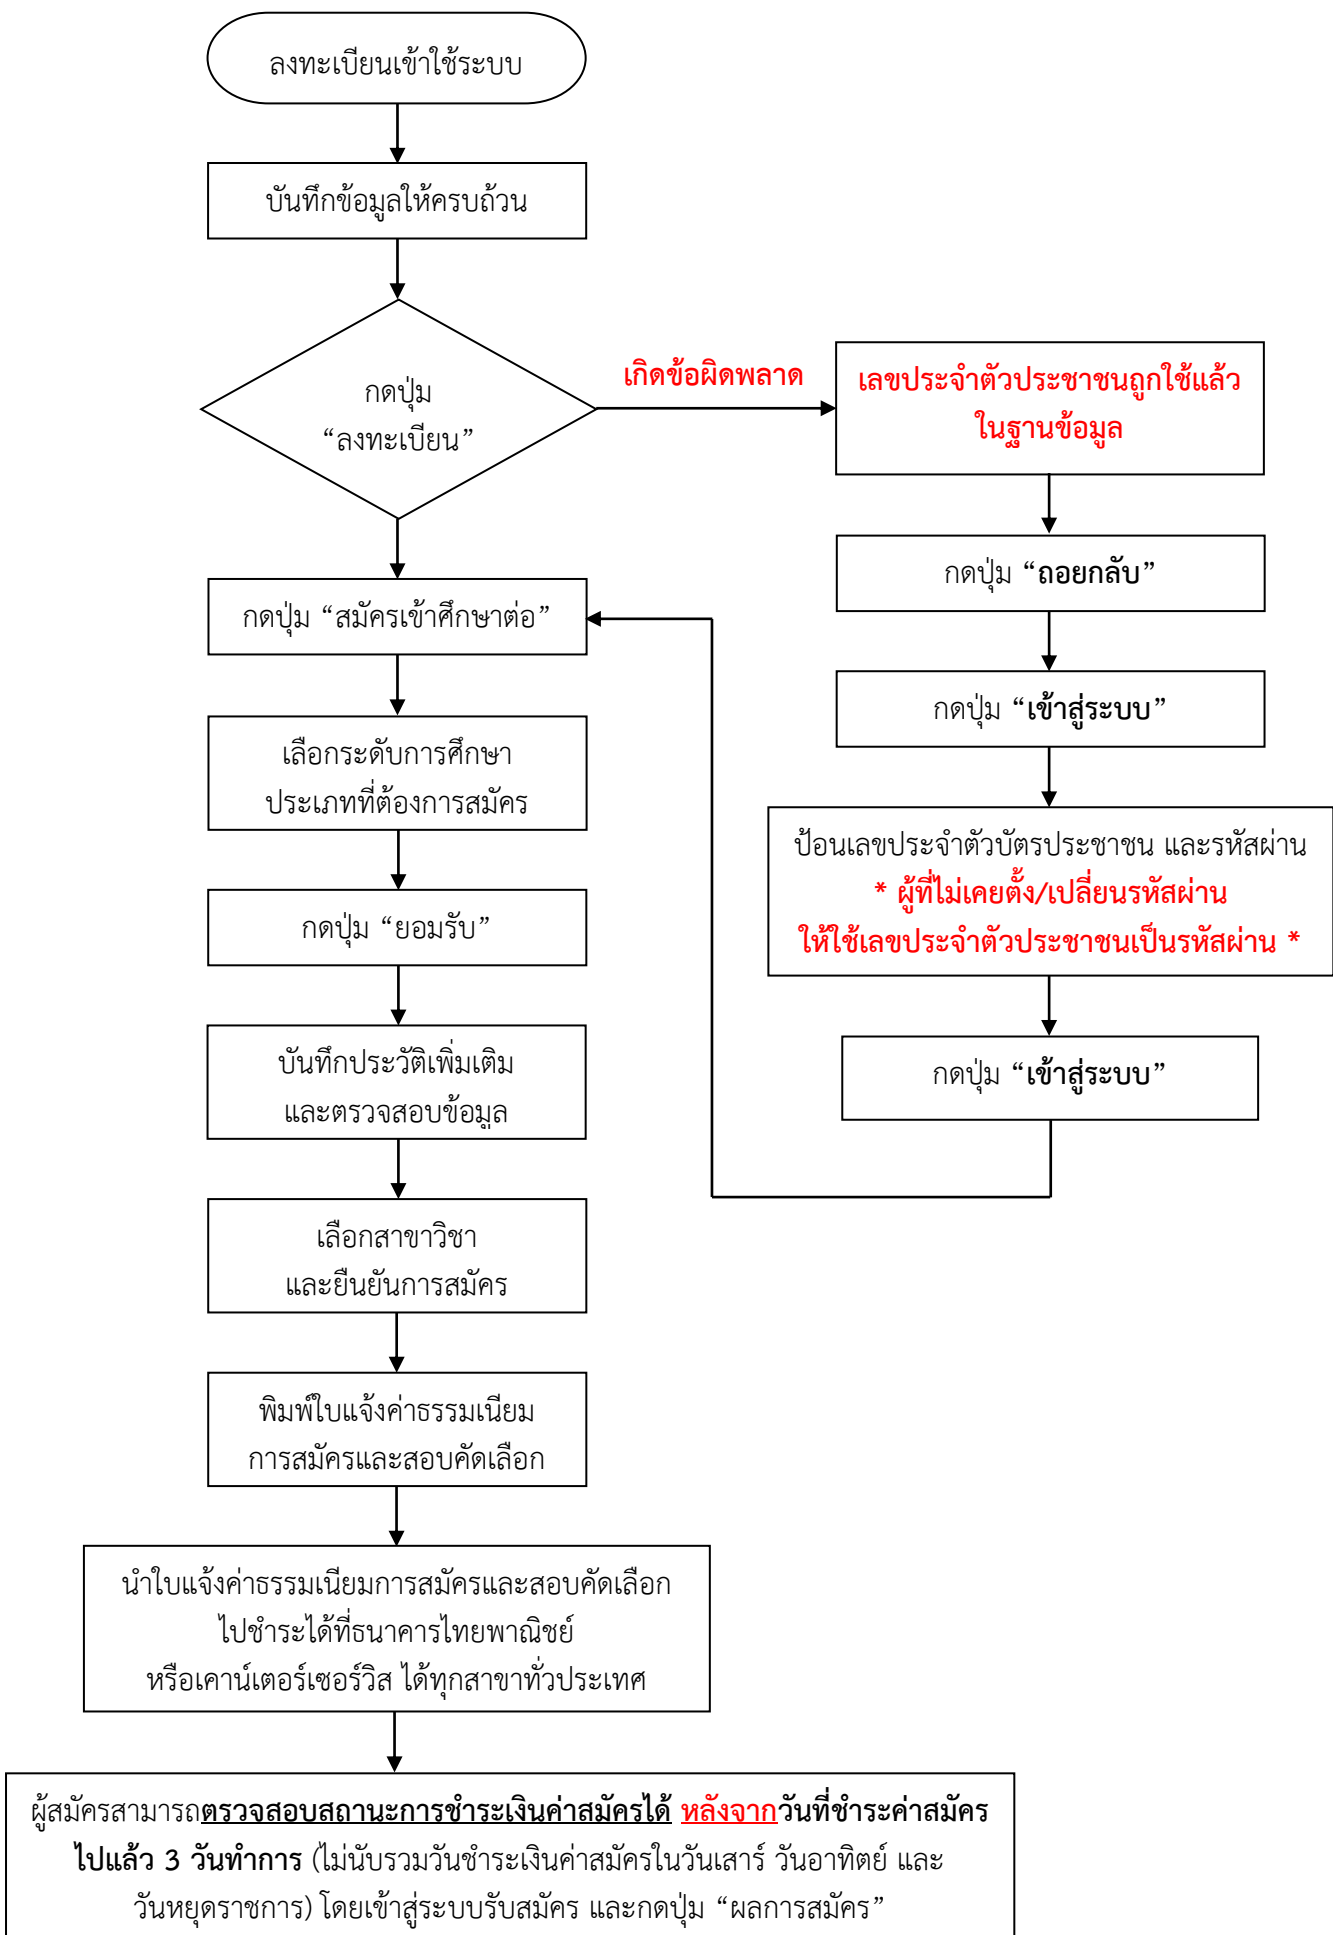 ลงทะเบียนเข้าใช้ระบบ
บันทึกข้อมูลให้ครบถ้วน
กดปุ่ม
“ลงทะเบียน”
เกิดข้อผิดพลาด
เลขประจำตัวประชาชนถูกใช้แล้ว
ในฐานข้อมูล
กดปุ่ม “ถอยกลับ”
กดปุ่ม “เข้าสู่ระบบ”
ป้อนเลขประจำตัวบัตรประชาชน และรหัสผ่าน
* ผู้ที่ไม่เคยตั้ง/เปลี่ยนรหัสผ่าน
ให้ใช้เลขประจำตัวประชาชนเป็นรหัสผ่าน *
กดปุ่ม “เข้าสู่ระบบ”
กดปุ่ม “สมัครเข้าศึกษาต่อ”
เลือกระดับการศึกษา
ประเภทที่ต้องการสมัคร
กดปุ่ม “ยอมรับ”
บันทึกประวัติเพิ่มเติม
และตรวจสอบข้อมูล
เลือกสาขาวิชา
และยืนยันการสมัคร
พิมพ์ใบแจ้งค่าธรรมเนียม
การสมัครและสอบคัดเลือก
นำใบแจ้งค่าธรรมเนียมการสมัครและสอบคัดเลือก
ไปชำระได้ที่ธนาคารไทยพาณิชย์
หรือเคาน์เตอร์เซอร์วิส ได้ทุกสาขาทั่วประเทศ
ผู้สมัครสามารถตรวจสอบสถานะการชำระเงินค่าสมัครได้ หลังจากวันที่ชำระค่าสมัคร
ไปแล้ว 3 วันทำการ (ไม่นับรวมวันชำระเงินค่าสมัครในวันเสาร์ วันอาทิตย์ และ
วันหยุดราชการ) โดยเข้าสู่ระบบรับสมัคร และกดปุ่ม “ผลการสมัคร”